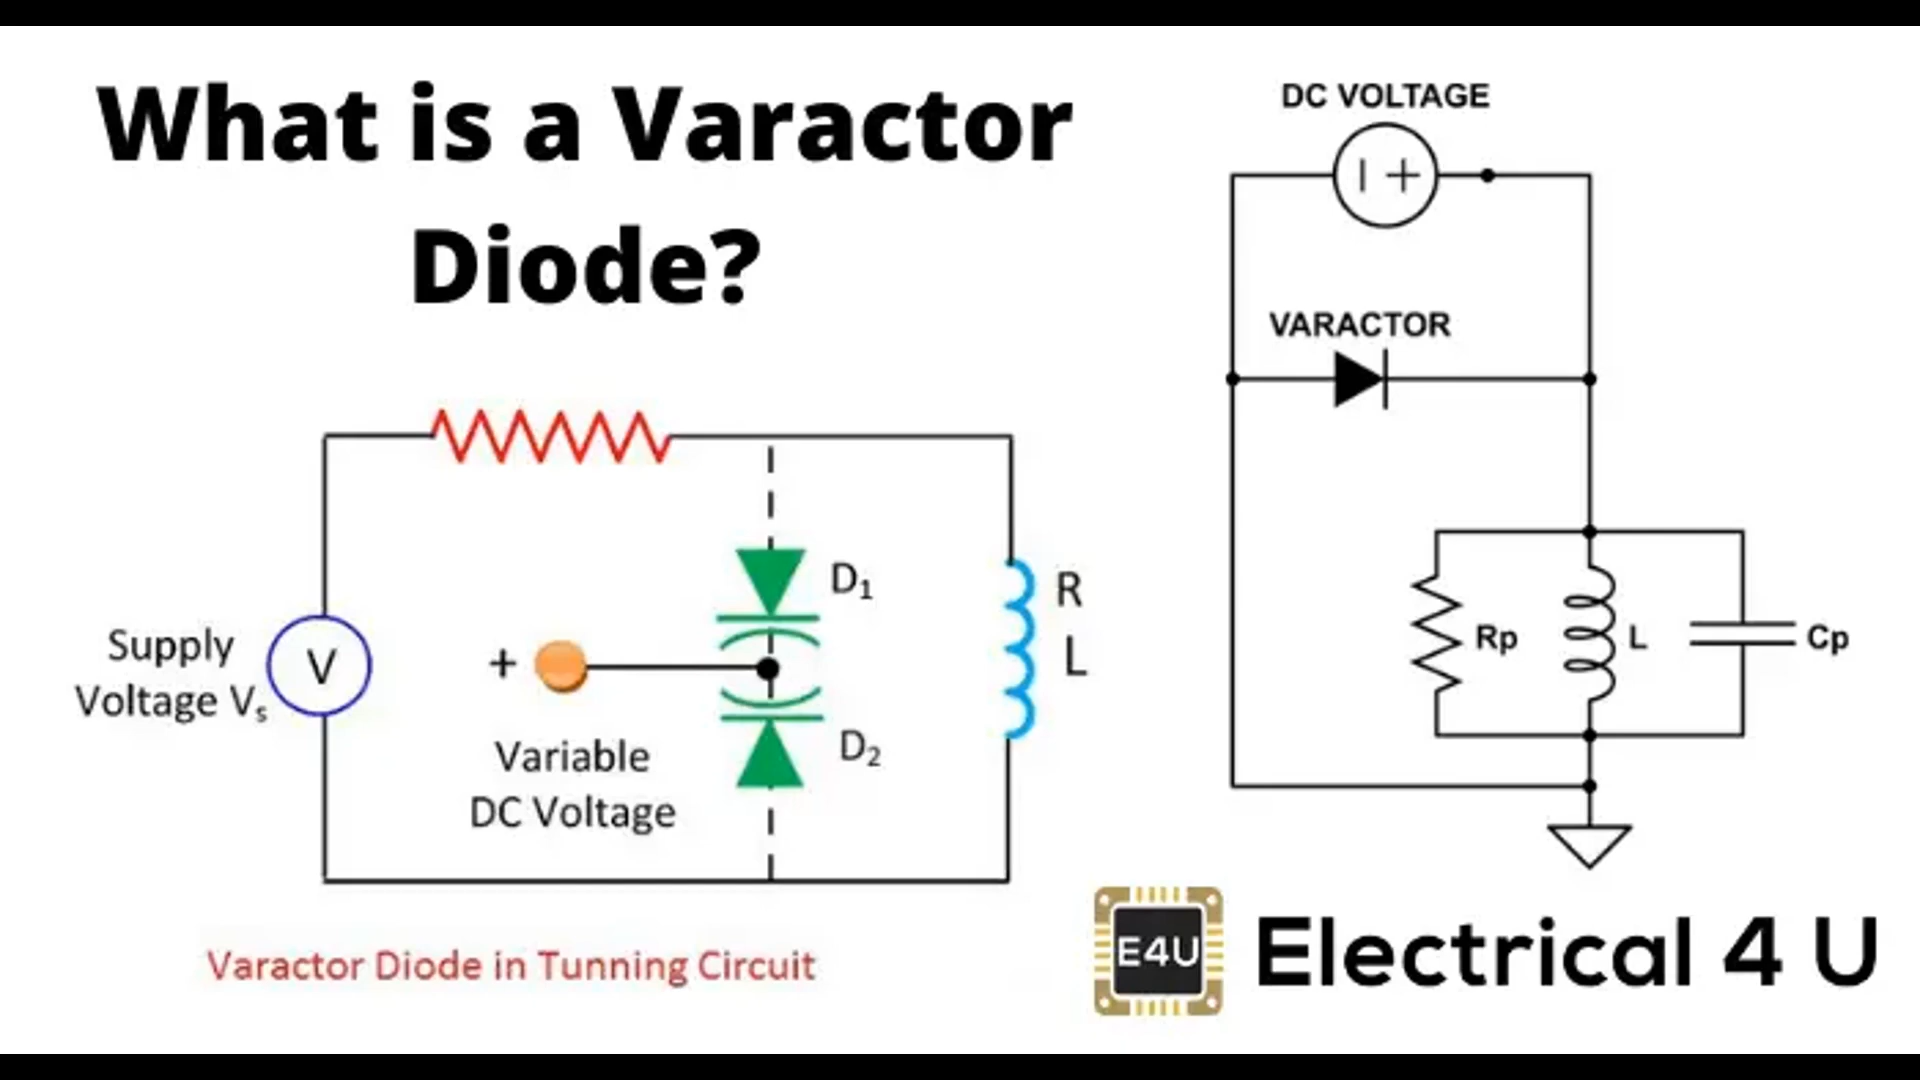 What is a Varactor
Diode?
Supply
Voltage Vs
V
+
Variable
DC Voltage
D1
D2
R
L
Varactor Diode in Tunning Circuit
DC VOLTAGE
VARACTOR
Rp
L
Cp
E4U
Electrical 4 U